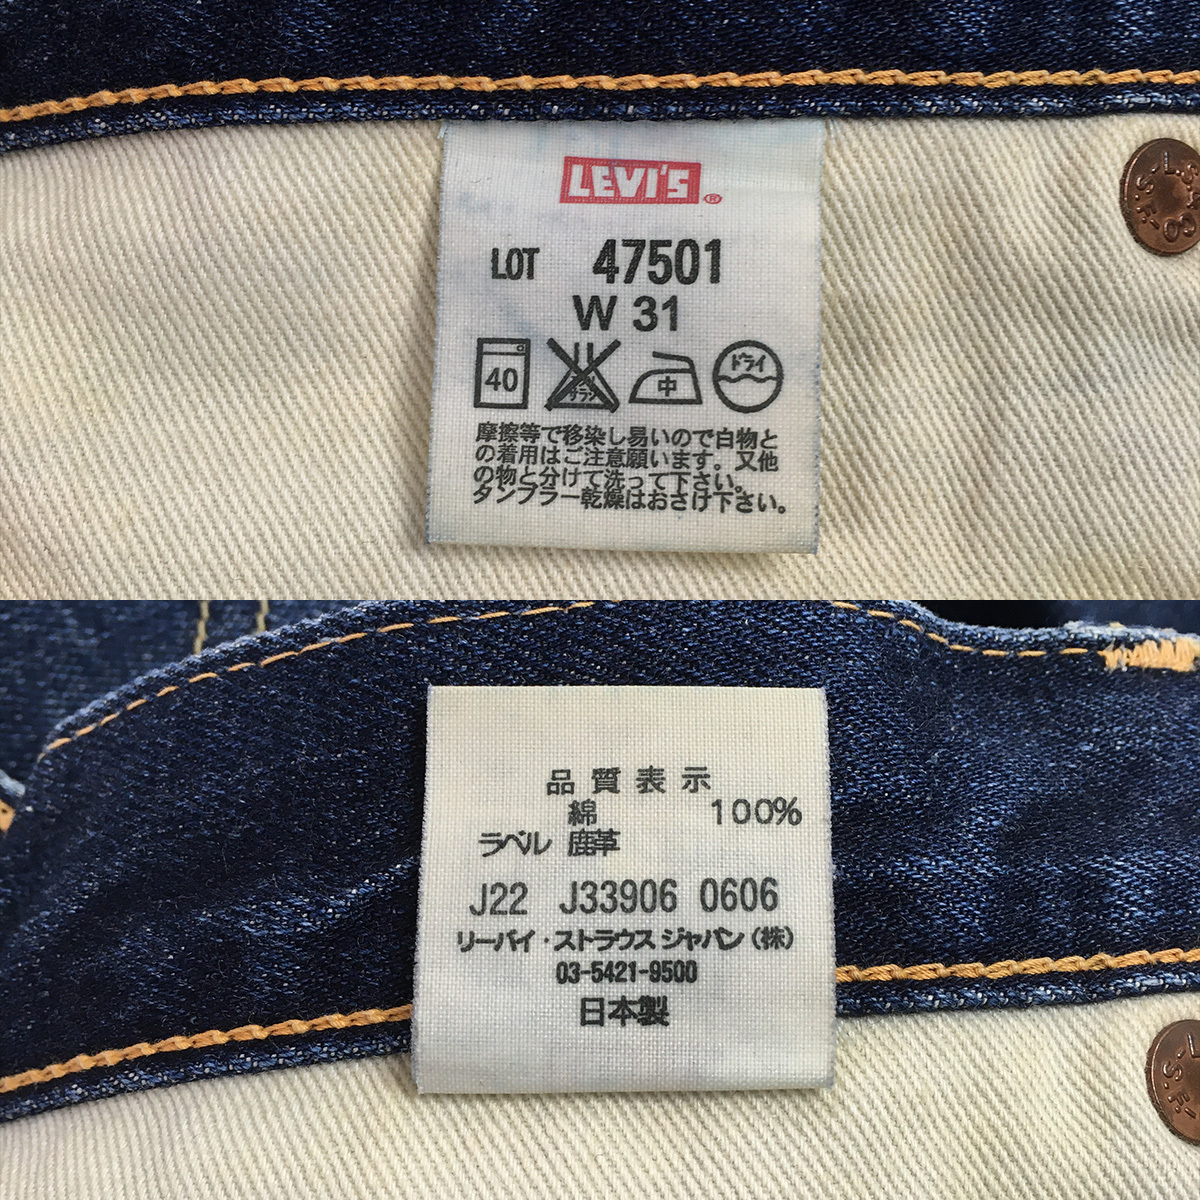 LEVI'S®
LOT 47501
W 31
40 中 ドライ
摩擦等で移染し易いので白物と
の着用はご注意願います。又他
の物と分けて洗って下さい。
タンブラー乾燥はおさけ下さい。
L.S.&CO
-S.F.-
品質表示
綿 100%
ラベル 鹿革
J22 J33906 0606
リーバイ・ストラウス ジャパン(株)
03-5421-9500
日本製